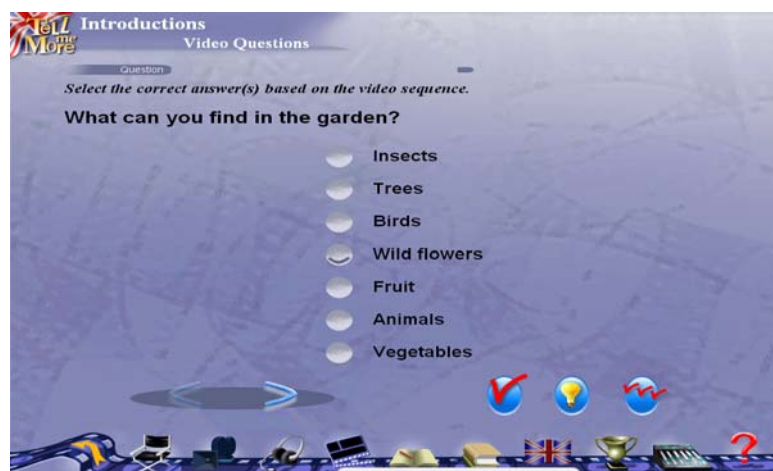 Tell me More
Introductions
Video Questions
Question
Select the correct answer(s) based on the video sequence.
What can you find in the garden?
Insects
Trees
Birds
Wild flowers
Fruit
Animals
Vegetables
?